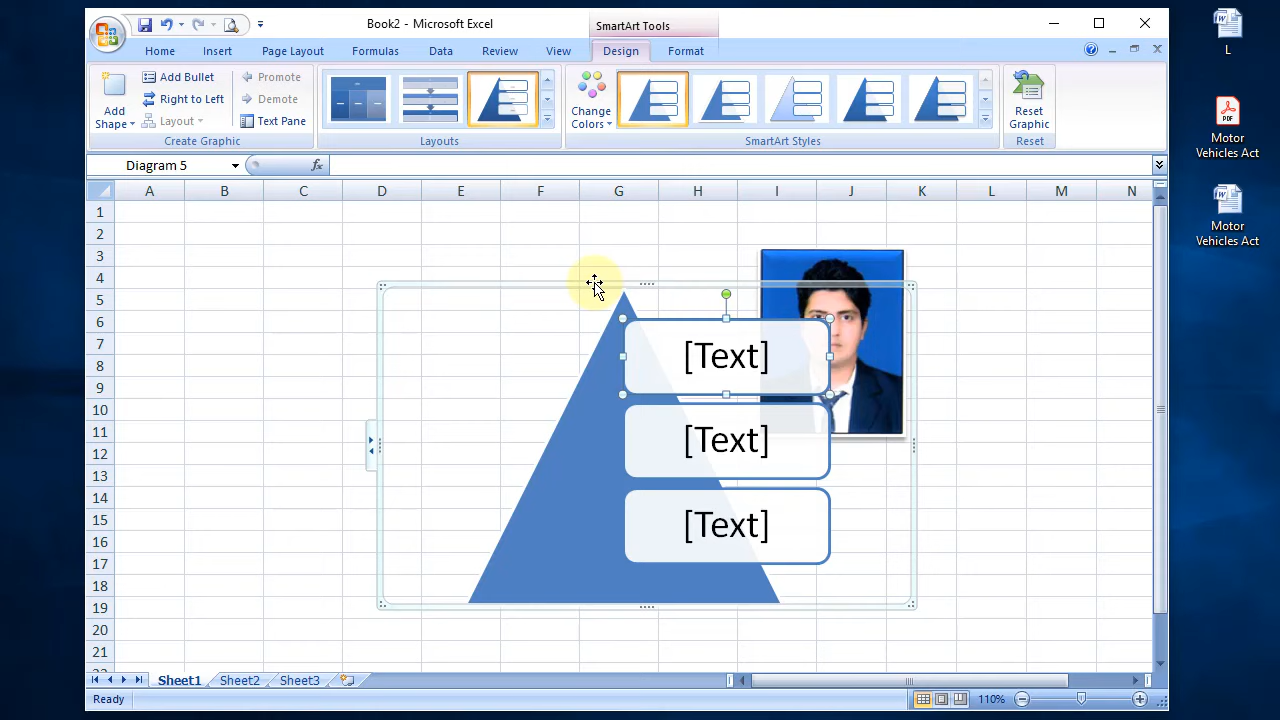 Book2 - Microsoft Excel
SmartArt Tools
Home Insert Page Layout Formulas Data Review View Design Format
Add Shape
Add Bullet
Right to Left
Layout
Promote
Demote
Text Pane
Create Graphic
Layouts
Change Colors
SmartArt Styles
Reset Graphic
Reset
Diagram 5
fx
A B C D E F G H I J K L M N
1
2
3
4
5
6
7
8
9
10
11
12
13
14
15
16
17
18
19
20
21
[Text]
[Text]
[Text]
Sheet1 Sheet2 Sheet3
Ready
110%
L
PDF
Motor
Vehicles Act
Motor
Vehicles Act